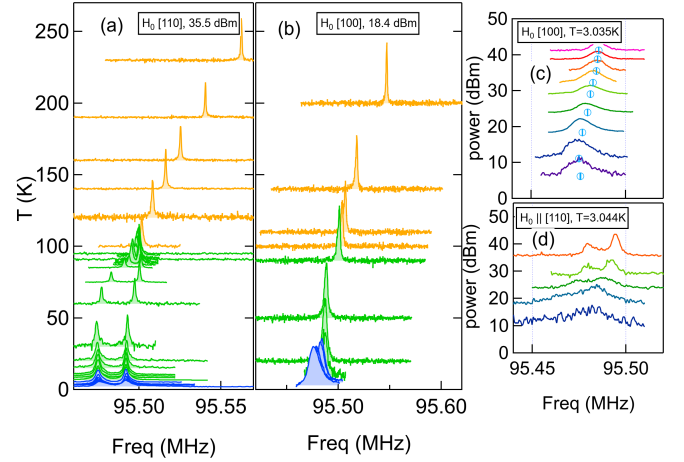 (a)
H₀ [110], 35.5 dBm
(b)
H₀ [100], 18.4 dBm
H₀ [100], T=3.035K
(c)
H₀ || [110], T=3.044K
(d)
T (K)
250
200
150
100
50
0
95.50
95.55
Freq (MHz)
95.50
95.60
Freq (MHz)
power (dBm)
50
40
30
20
10
0
power (dBm)
50
40
30
20
10
0
95.45
95.50
Freq (MHz)